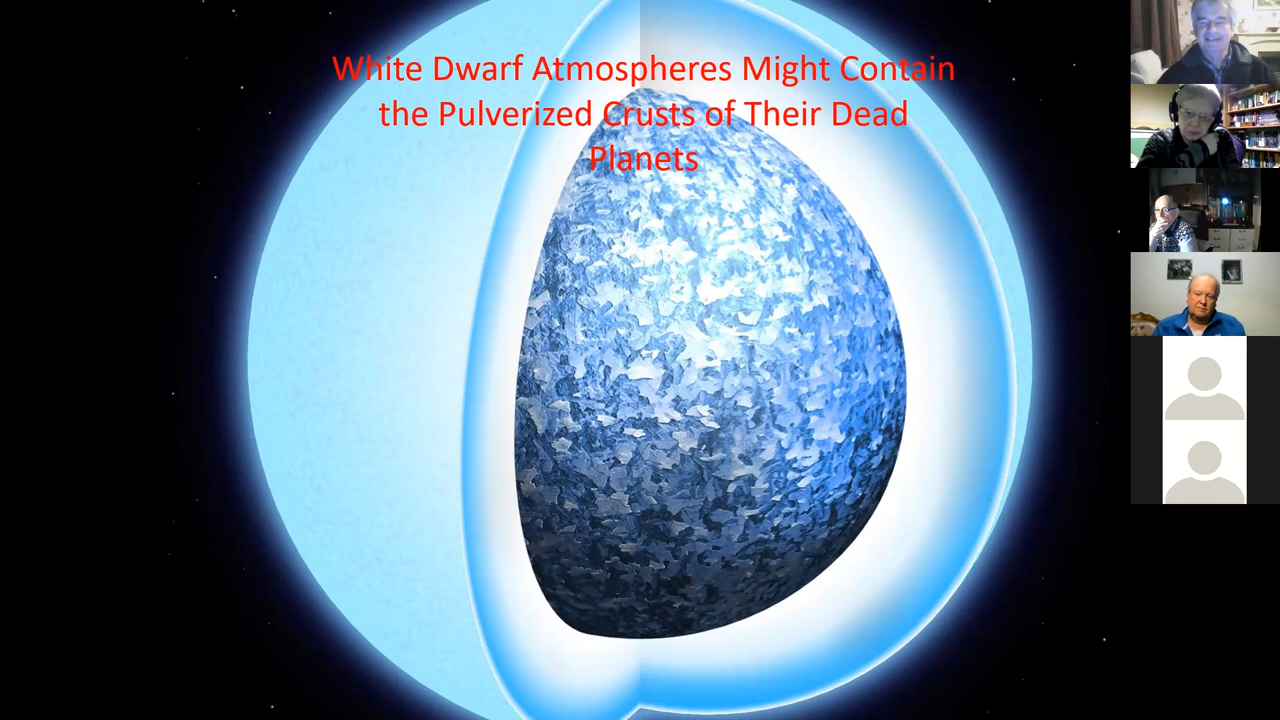 White Dwarf Atmospheres Might Contain
the Pulverized Crusts of Their Dead
Planets